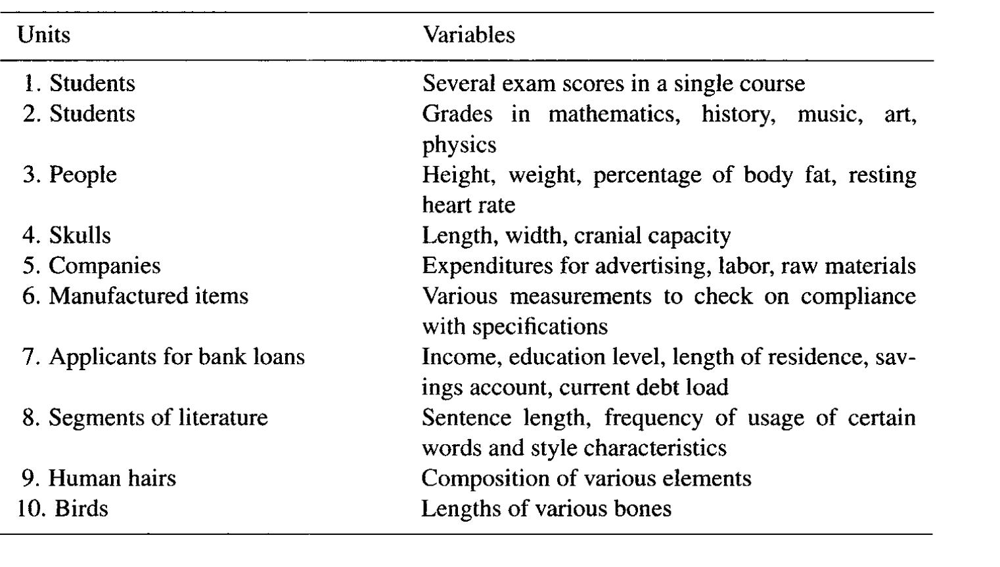 Units Variables
1. Students Several exam scores in a single course
2. Students Grades in mathematics, history, music, art,
physics
3. People Height, weight, percentage of body fat, resting
heart rate
4. Skulls Length, width, cranial capacity
5. Companies Expenditures for advertising, labor, raw materials
6. Manufactured items Various measurements to check on compliance
with specifications
7. Applicants for bank loans Income, education level, length of residence, sav-
ings account, current debt load
8. Segments of literature Sentence length, frequency of usage of certain
words and style characteristics
9. Human hairs Composition of various elements
10. Birds Lengths of various bones